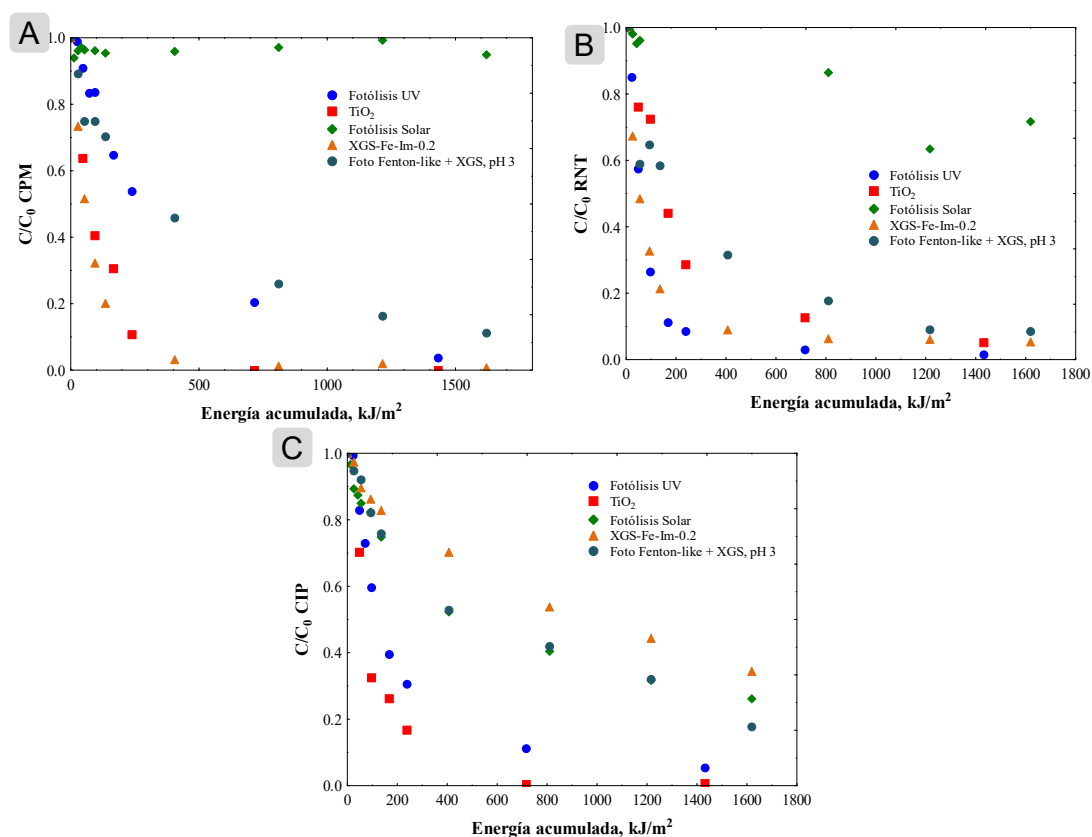 A
1.0
0.8
0.6
0.4
0.2
0.0
C/C₀ CPM
0
500
1000
1500
Energía acumulada, kJ/m²
Fotólisis UV
TiO₂
Fotólisis Solar
XGS-Fe-Im-0.2
Foto Fenton-like + XGS, pH 3
B
1.0
0.8
0.6
0.4
0.2
0.0
C/C₀ RNT
0
200
400
600
800
1000
1200
1400
1600
1800
Energía acumulada, kJ/m²
Fotólisis UV
TiO₂
Fotólisis Solar
XGS-Fe-Im-0.2
Foto Fenton-like + XGS, pH 3
C
1.0
0.8
0.6
0.4
0.2
0.0
C/C₀ CIP
0
200
400
600
800
1000
1200
1400
1600
1800
Energía acumulada, kJ/m²
Fotólisis UV
TiO₂
Fotólisis Solar
XGS-Fe-Im-0.2
Foto Fenton-like + XGS, pH 3